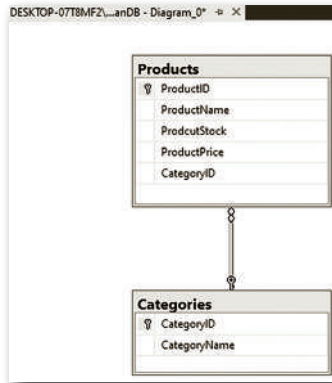 DESKTOP-07T8MF2\...anDB - Diagram_0*
Products
ProductID
ProductName
ProdcutStock
ProductPrice
CategoryID
Categories
CategoryID
CategoryName